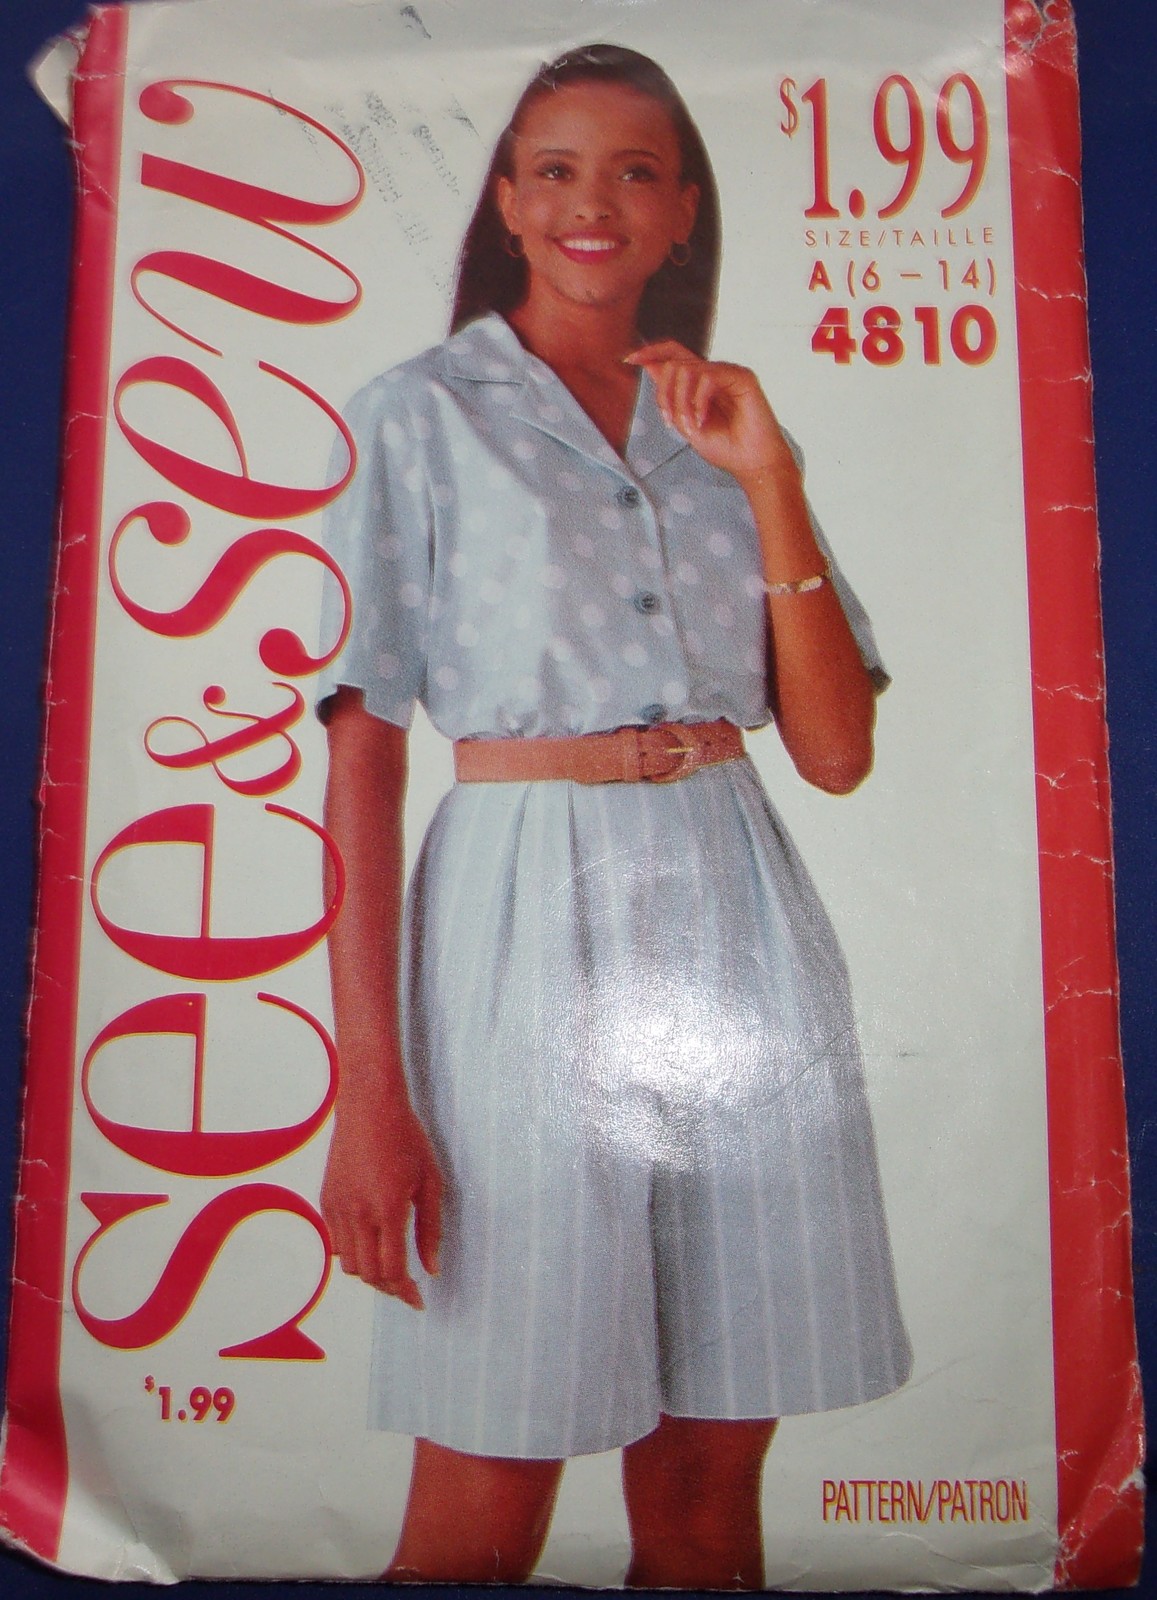 See & Sew
$1.99
$1.99
SIZE/TAILLE
A (6 – 14)
4810
PATTERN/PATRON